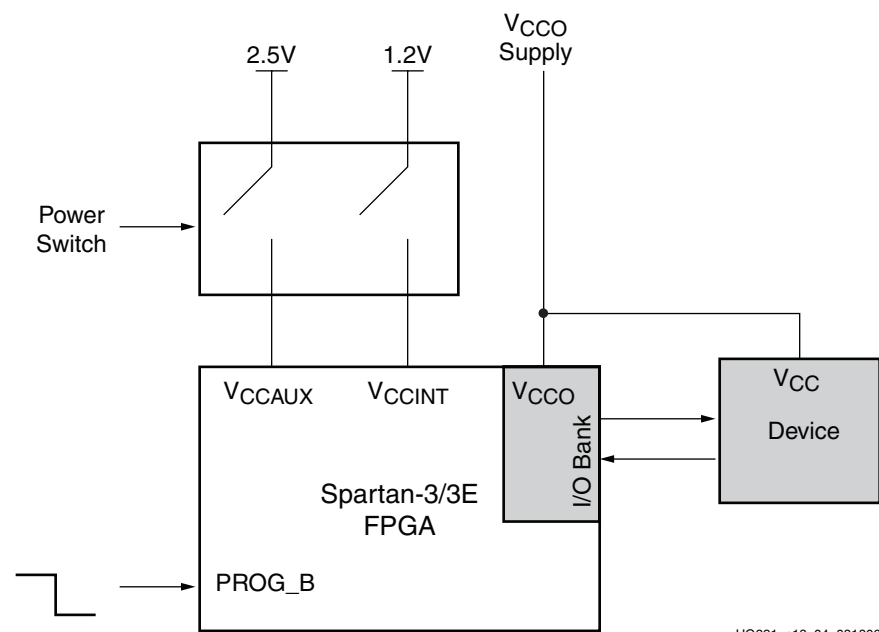 2.5V
1.2V
VCCO
Supply
Power
Switch
VCCAUX
VCCINT
VCCO
I/O Bank
VCC
Device
Spartan-3/3E
FPGA
PROG_B